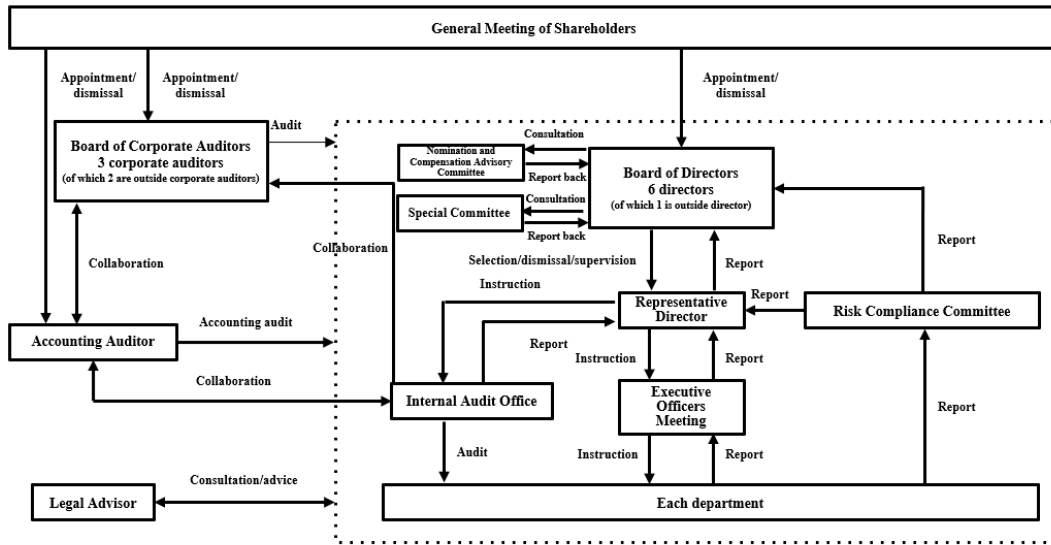 General Meeting of Shareholders
Appointment/
dismissal
Appointment/
dismissal
Appointment/
dismissal
Audit
Board of Corporate Auditors
3 corporate auditors
(of which 2 are outside corporate auditors)
Consultation
Nomination and
Compensation Advisory
Committee
Report back
Board of Directors
6 directors
(of which 1 is outside director)
Consultation
Special Committee
Report back
Collaboration
Collaboration
Report
Selection/dismissal/supervision
Report
Instruction
Representative
Director
Report
Risk Compliance Committee
Accounting Auditor
Accounting audit
Report
Instruction
Report
Collaboration
Internal Audit Office
Executive
Officers
Meeting
Report
Audit
Instruction
Report
Consultation/advice
Legal Advisor
Each department